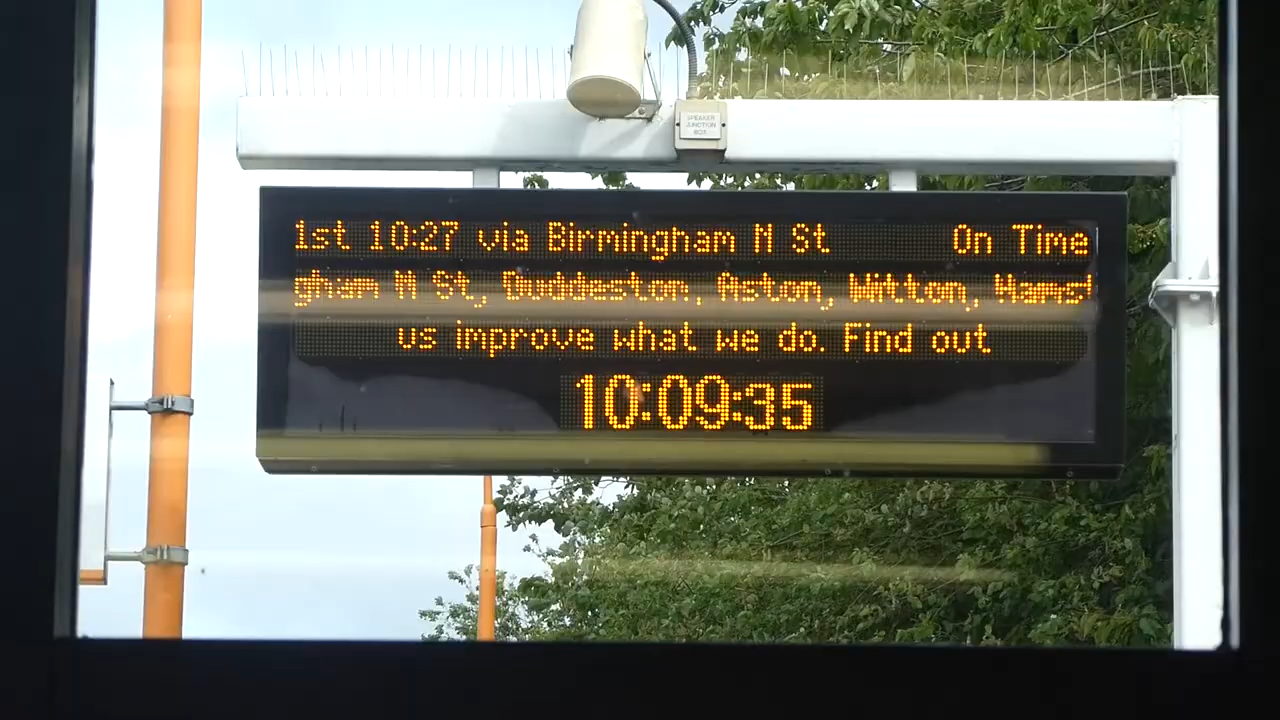 SPEAKER
JUNCTION
BOX
1st 10:27 via Birmingham M St On Time
gham M St, Duddeston, Aston, Witton, Hams
us improve what we do. Find out
10:09:35